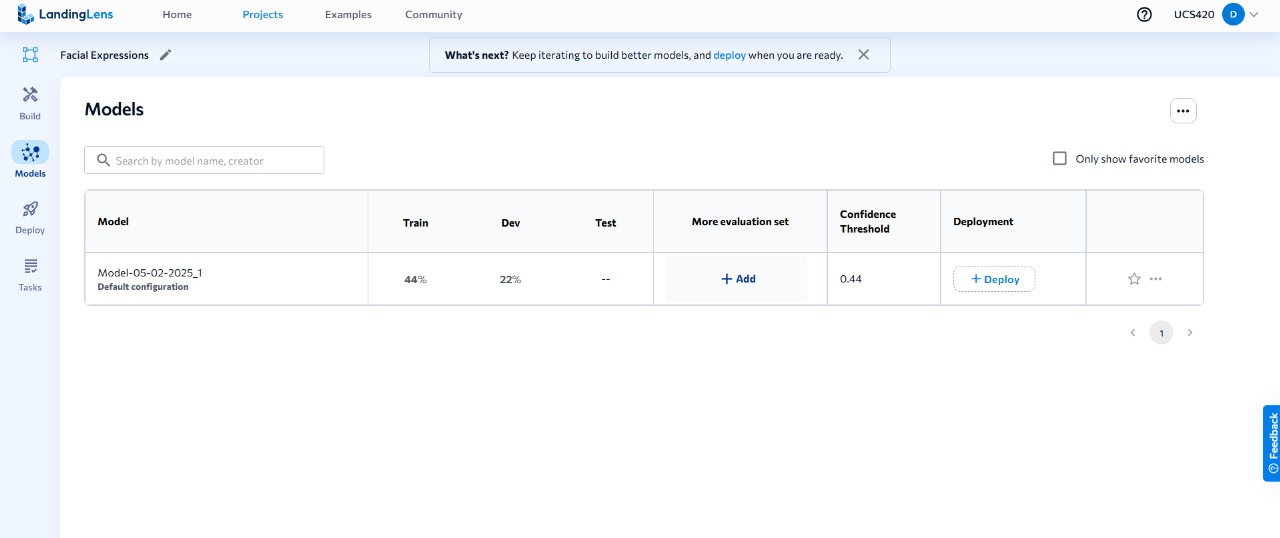 LandingLens
Home
Projects
Examples
Community
UCS420
D
Facial Expressions
What's next? Keep iterating to build better models, and deploy when you are ready.
Build
Models
Deploy
Tasks
Models
Search by model name, creator
Only show favorite models
Model
Train
Dev
Test
More evaluation set
Confidence
Threshold
Deployment
Model-05-02-2025_1
Default configuration
44%
22%
--
+ Add
0.44
+ Deploy
1
Feedback